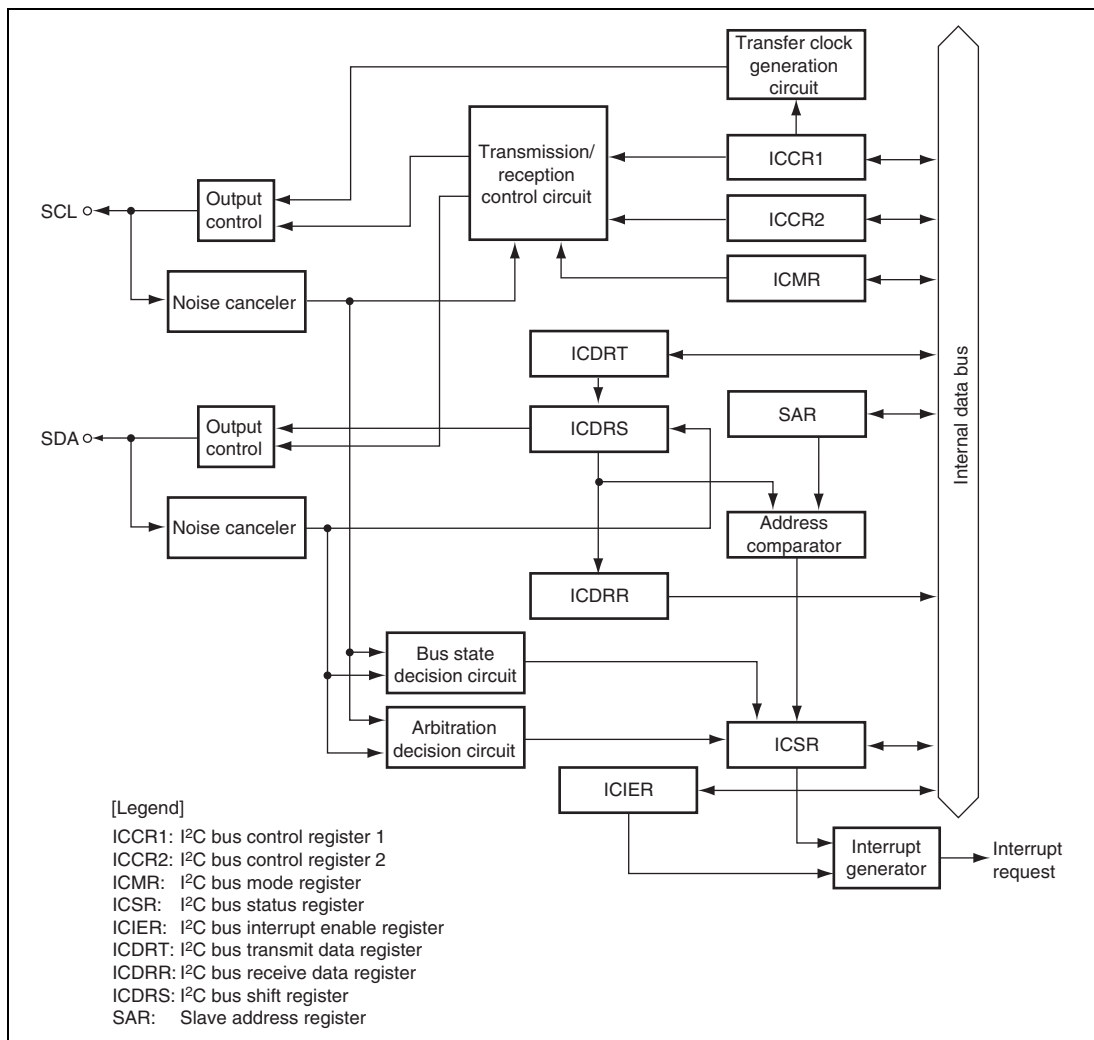 Transfer clock
generation
circuit
Transmission/
reception
control circuit
ICCR1
Output
control
SCL
ICCR2
ICMR
Noise canceler
ICDRT
SAR
Output
control
ICDRS
SDA
Internal data bus
Noise canceler
Address
comparator
ICDRR
Bus state
decision circuit
Arbitration
decision circuit
ICSR
ICIER
Interrupt
generator
Interrupt
request
[Legend]
ICCR1: I²C bus control register 1
ICCR2: I²C bus control register 2
ICMR: I²C bus mode register
ICSR: I²C bus status register
ICIER: I²C bus interrupt enable register
ICDRT: I²C bus transmit data register
ICDRR: I²C bus receive data register
ICDRS: I²C bus shift register
SAR: Slave address register